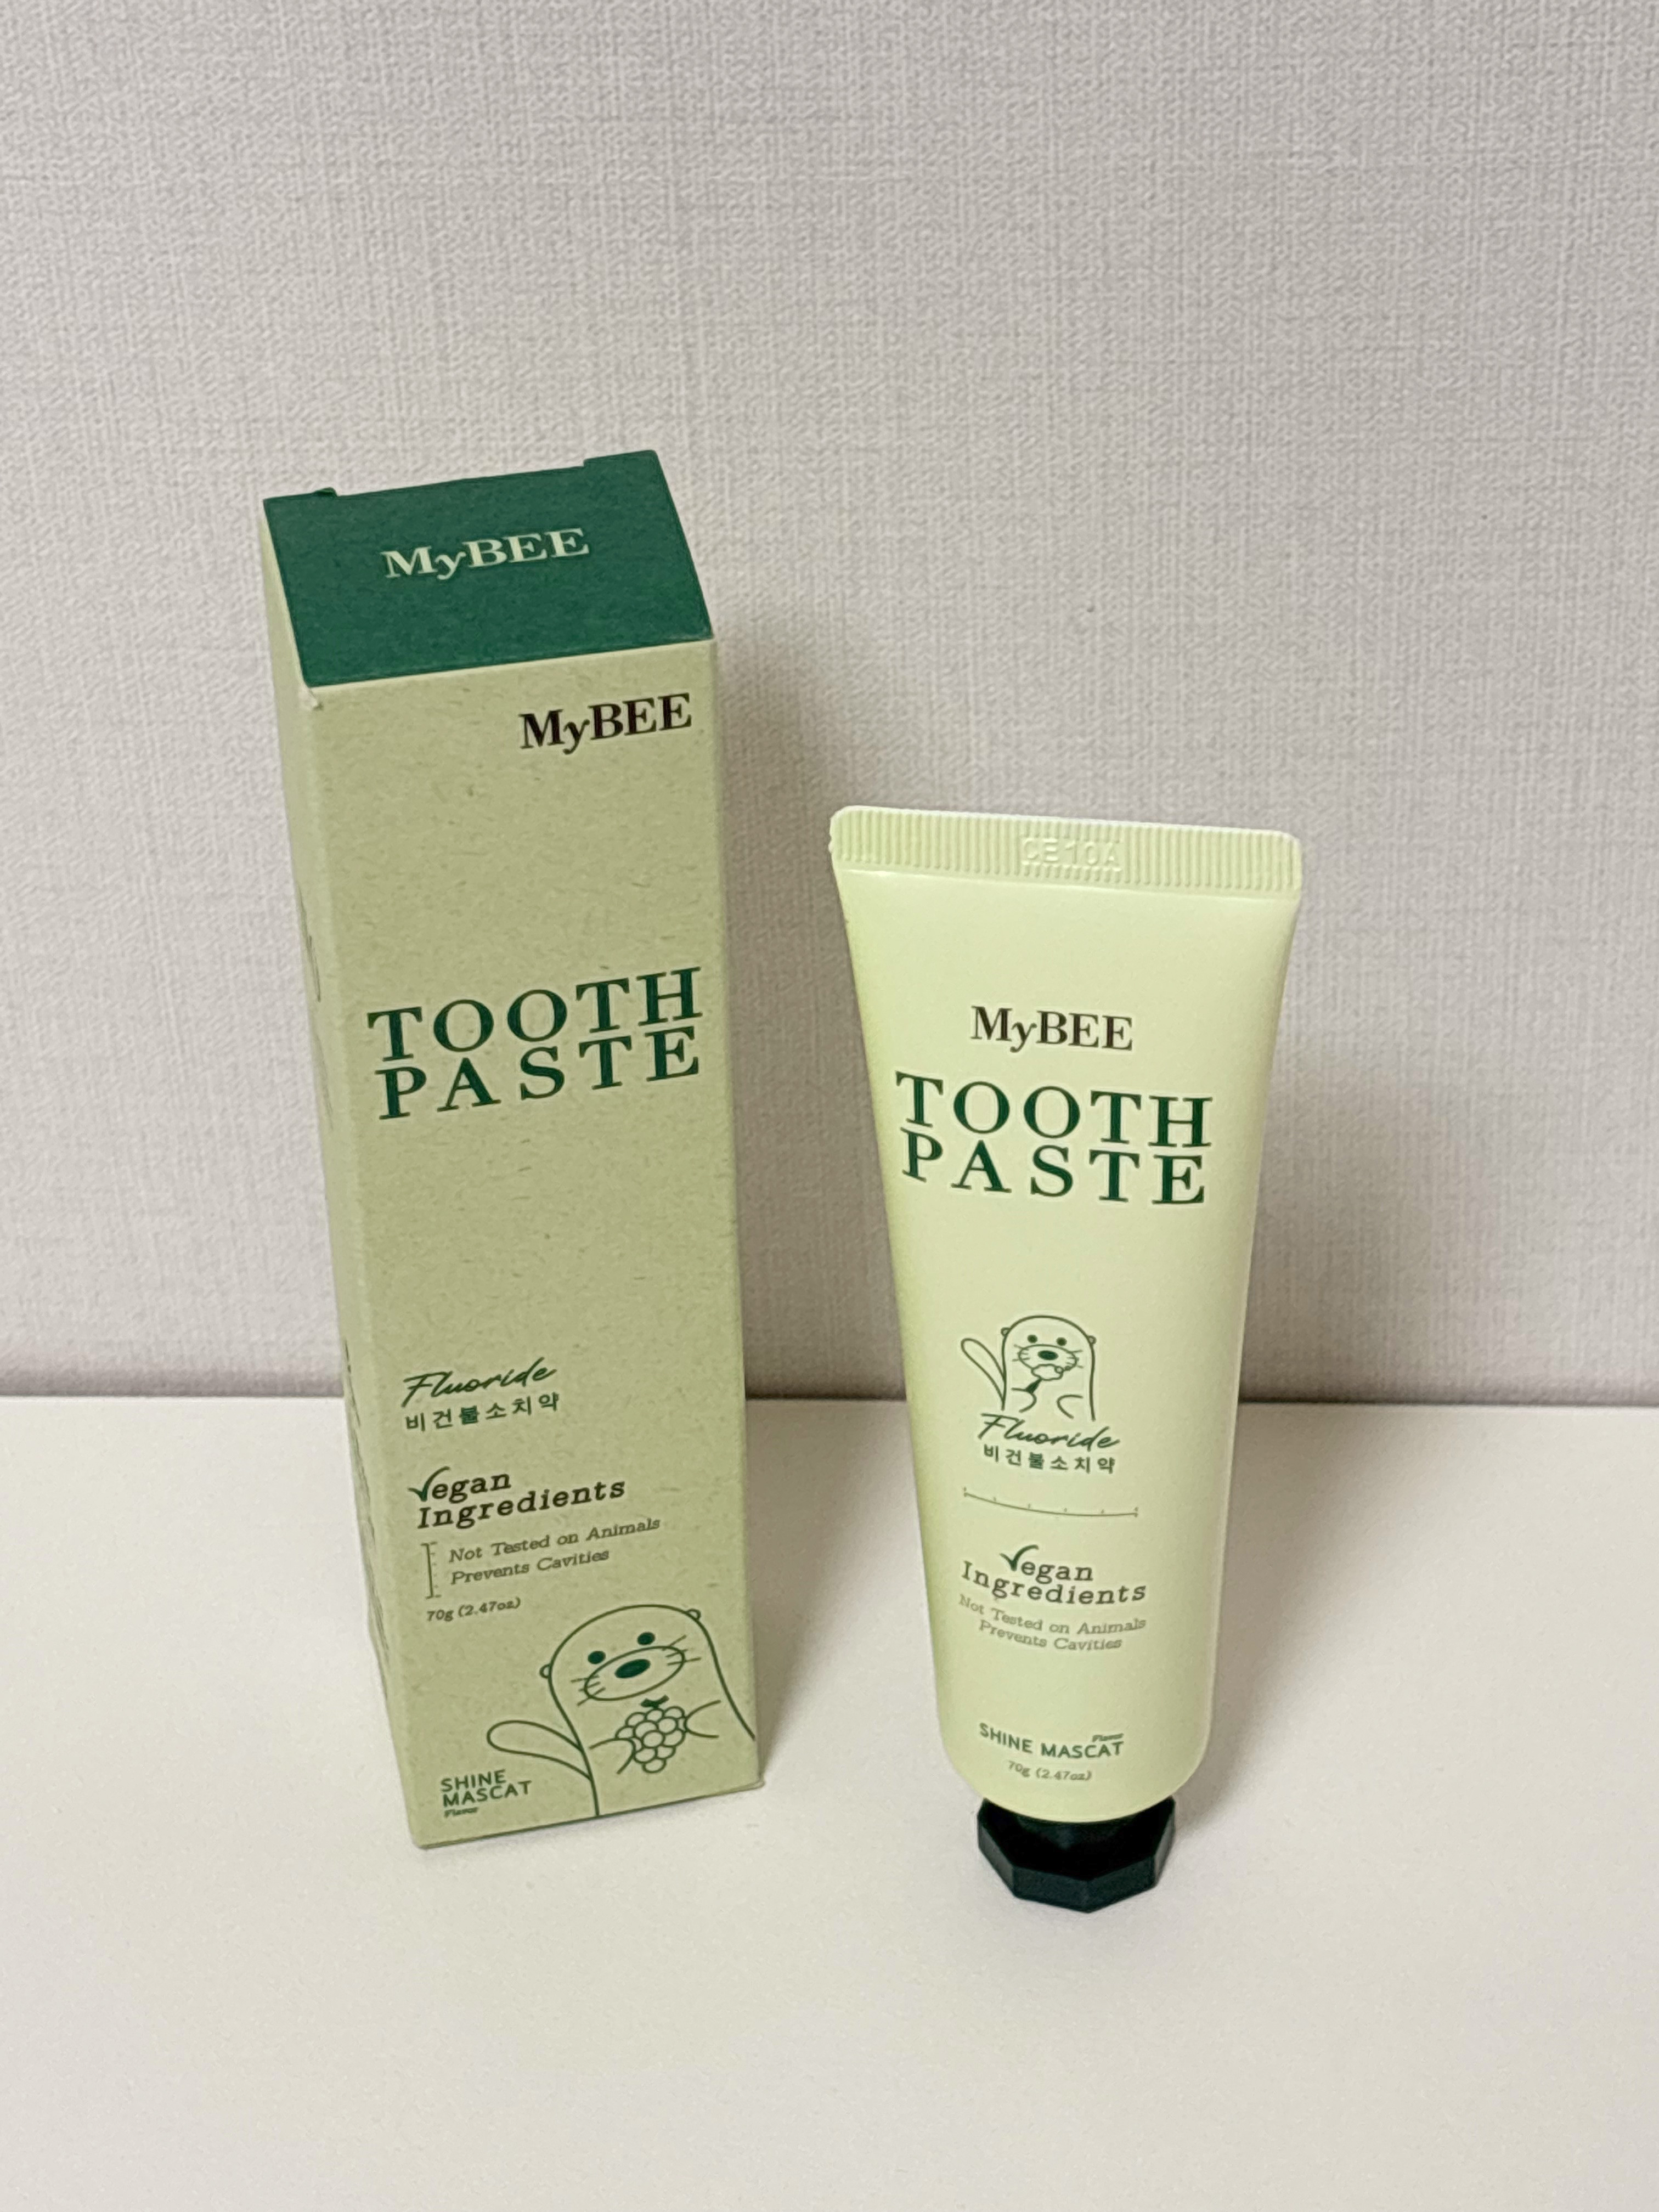 MyBEE
MyBEE
TOOTH
PASTE
Fluoride
비건불소치약
Vegan
Ingredients
Not Tested on Animals
Prevents Cavities
70g (2.47oz)
SHINE
MASCAT
Flavor
CE10A
MyBEE
TOOTH
PASTE
Fluoride
비건불소치약
Vegan
Ingredients
Not Tested on Animals
Prevents Cavities
Flavor
SHINE MASCAT
70g (2.47oz)